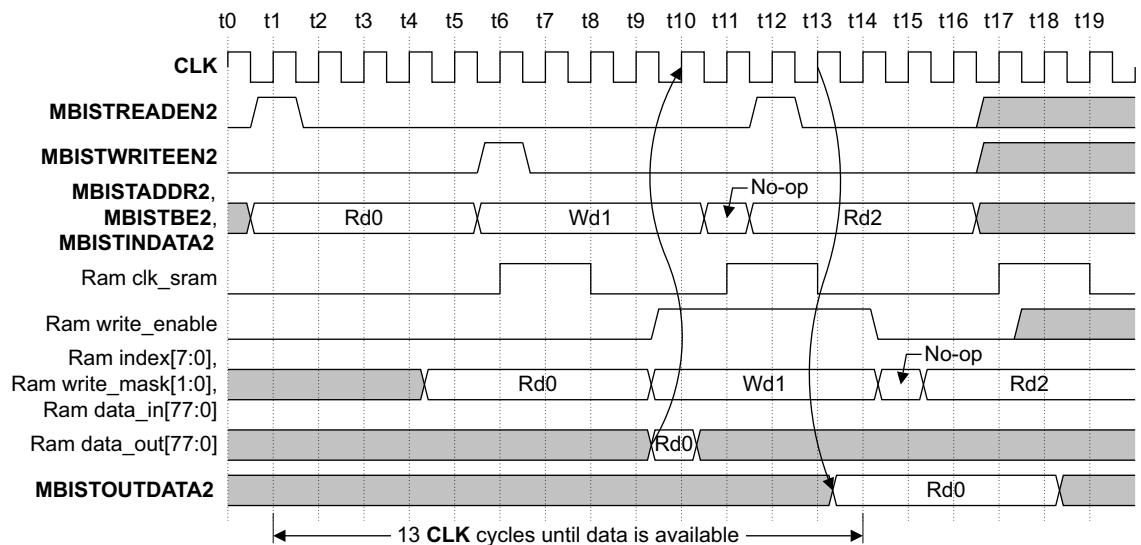 t0 t1 t2 t3 t4 t5 t6 t7 t8 t9 t10 t11 t12 t13 t14 t15 t16 t17 t18 t19
CLK
MBISTREADEN2
MBISTWRITEEN2
MBISTADDR2,
No-op
MBISTBE2,
Rd0 Wd1 Rd2
MBISTINDATA2
Ram clk_sram
Ram write_enable
Ram index[7:0],
No-op
Ram write_mask[1:0],
Rd0 Wd1 Rd2
Ram data_in[77:0]
Ram data_out[77:0] Rd0
MBISTOUTDATA2 Rd0
13 CLK cycles until data is available